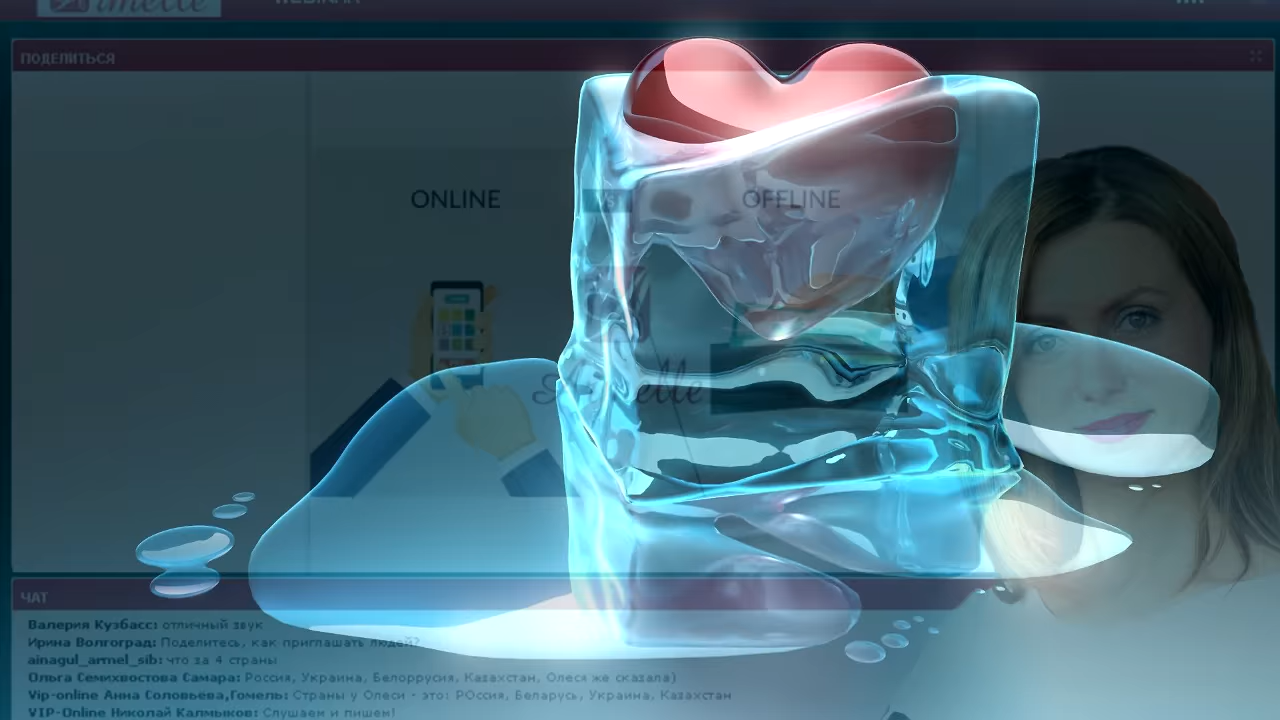 WEBINAR
ПОДЕЛИТЬСЯ
ONLINE
OFFLINE
ЧАТ
Валерия Кузбасс: отличный звук
Ирина Волгоград: Поделитесь, как приглашать людей?
ainagul_armel_sib: что за 4 страны
Ольга Семихвостова Самара: Россия, Украина, Белоруссия, Казахстан, Олеся же сказала)
Vip-online Анна Соловьева,Гомель: Страны у Олеси - это: РОссия, Беларусь, Украина, Казахстан
VIP-Online Николай Калмыков: Слушаем и пишем!